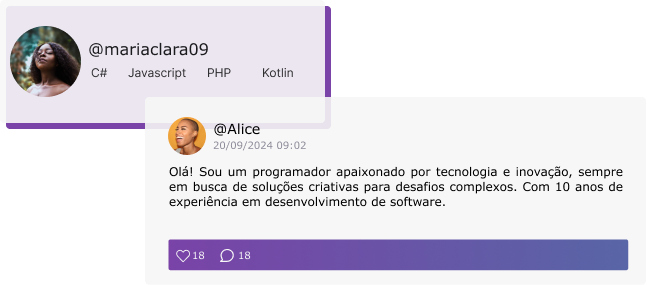 @mariaclara09
C# Javascript PHP Kotlin
@Alice
20/09/2024 09:02
Olá! Sou um programador apaixonado por tecnologia e inovação, sempre
em busca de soluções criativas para desafios complexos. Com 10 anos de
experiência em desenvolvimento de software.
18 18